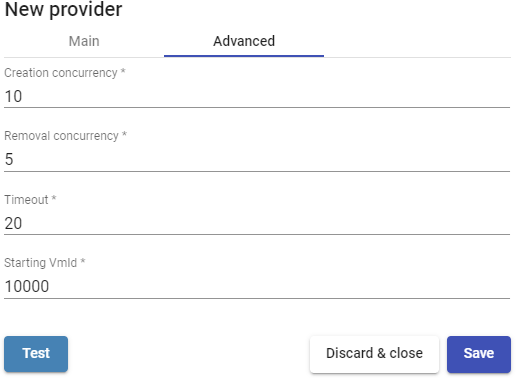 New provider
Main Advanced
Creation concurrency *
10
Removal concurrency *
5
Timeout *
20
Starting VmId *
10000
Test Discard & close Save